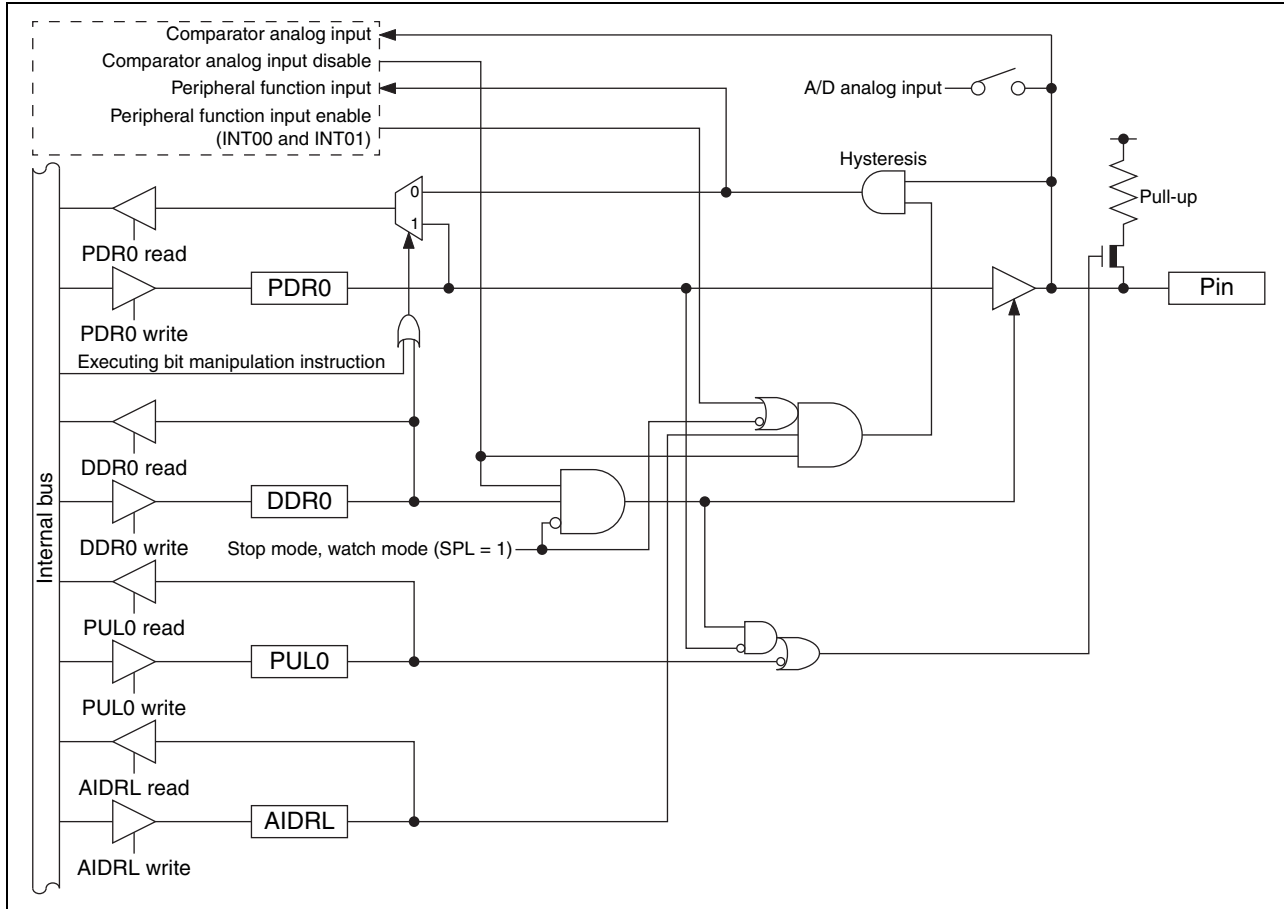 Comparator analog input
Comparator analog input disable
Peripheral function input
Peripheral function input enable
(INT00 and INT01)
A/D analog input
Hysteresis
Pull-up
0
1
PDR0 read
PDR0
Pin
PDR0 write
Executing bit manipulation instruction
DDR0 read
DDR0
DDR0 write
Stop mode, watch mode (SPL = 1)
Internal bus
PUL0 read
PUL0
PUL0 write
AIDRL read
AIDRL
AIDRL write